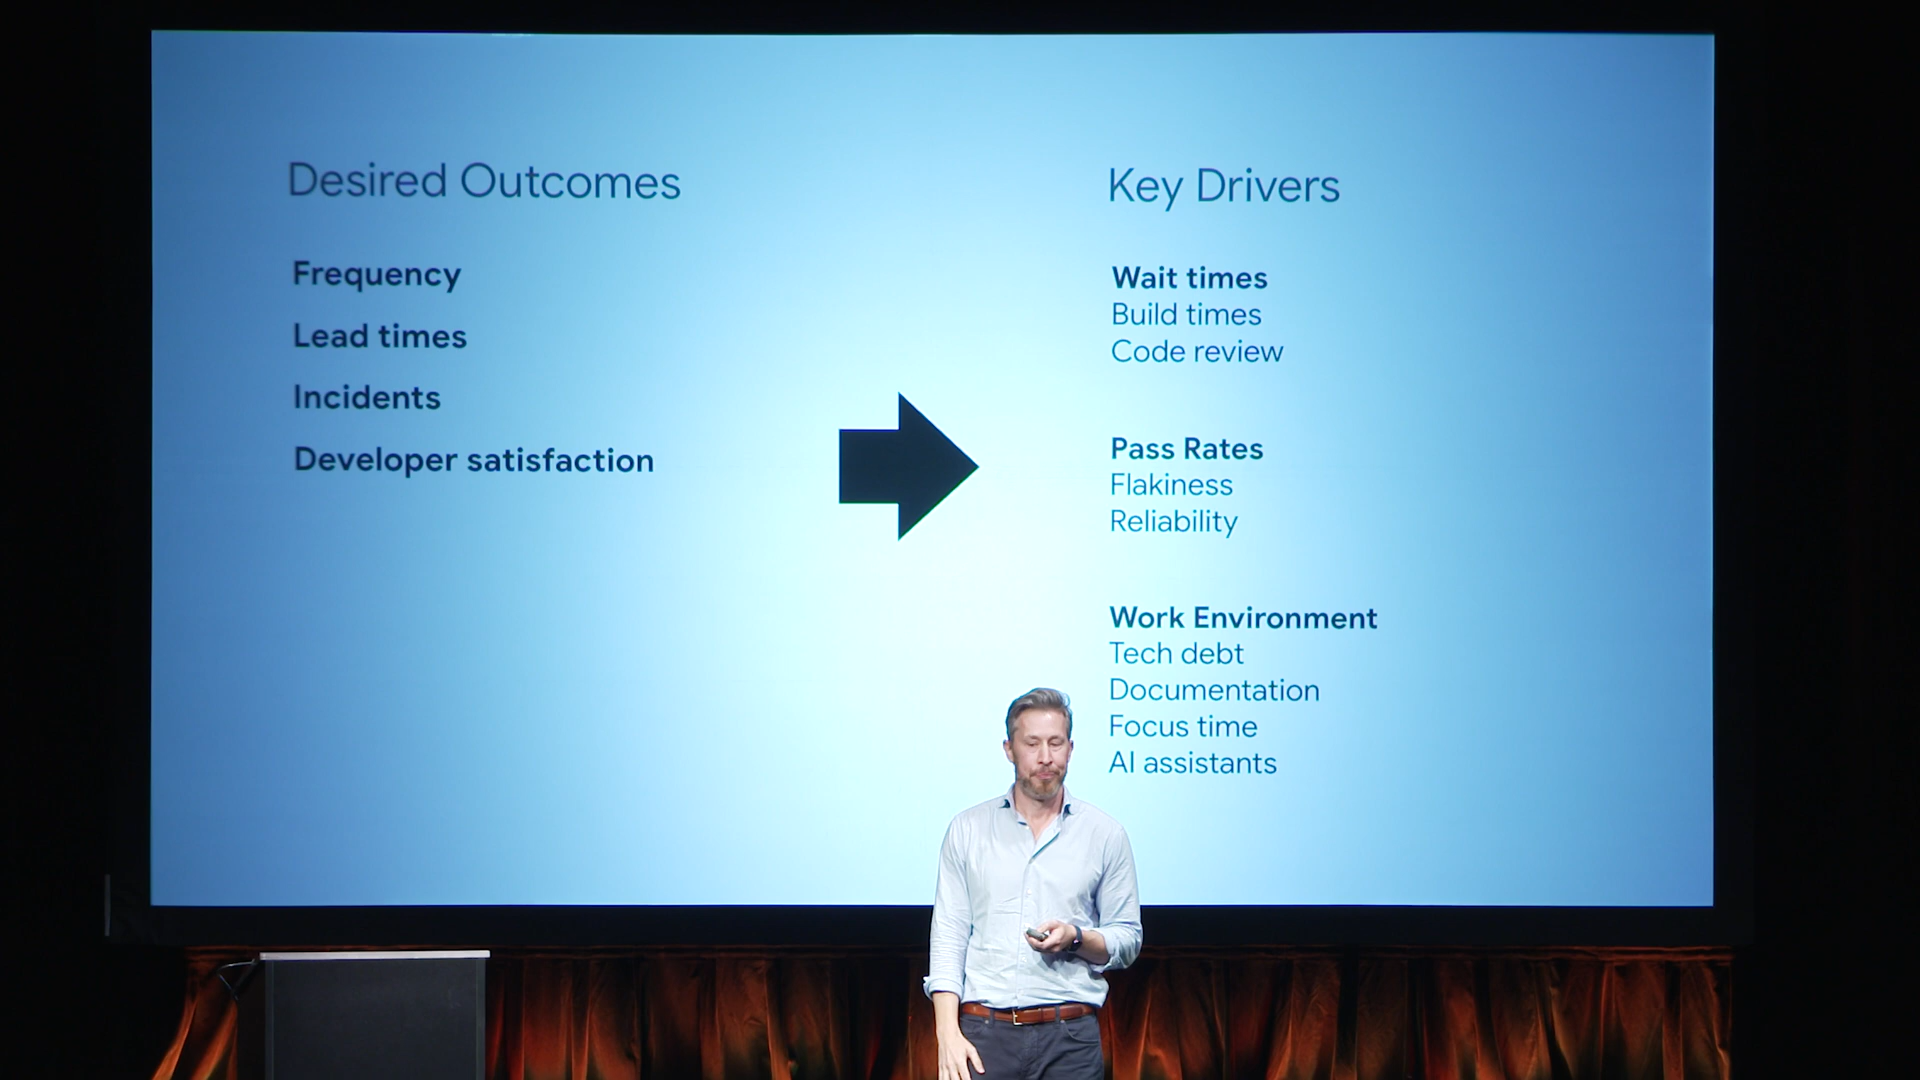 Desired Outcomes
Frequency
Lead times
Incidents
Developer satisfaction
Key Drivers
Wait times
Build times
Code review
Pass Rates
Flakiness
Reliability
Work Environment
Tech debt
Documentation
Focus time
AI assistants